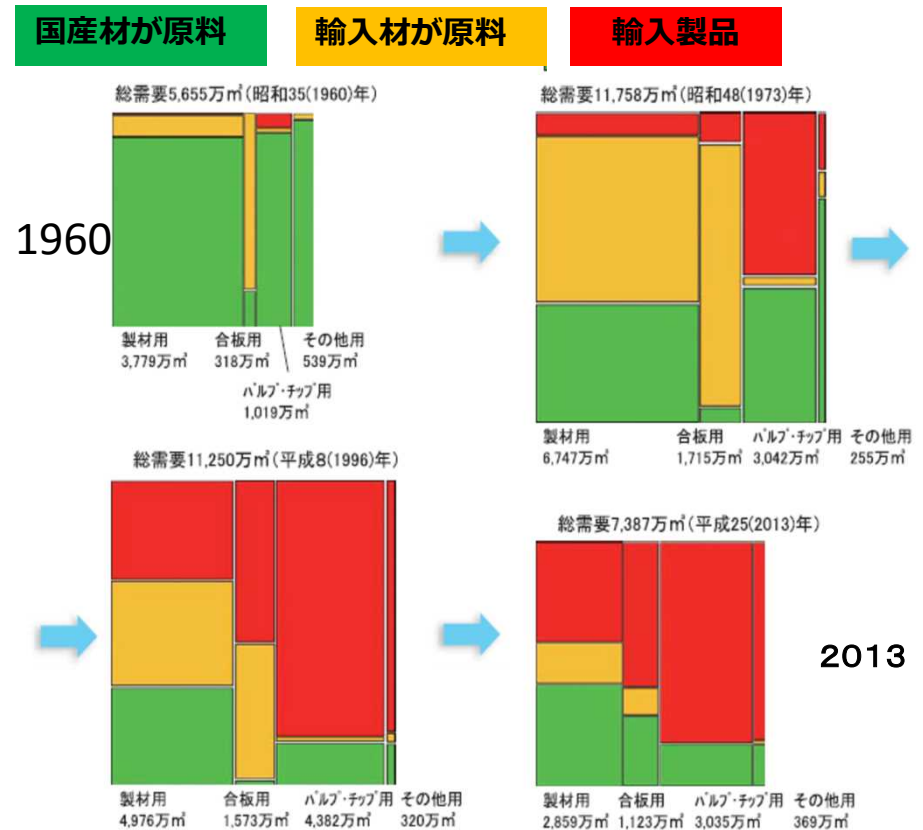 国産材が原料
輸入材が原料
輸入製品
総需要5,655万㎥(昭和35(1960)年)
1960
製材用 合板用 その他用
3,779万㎥ 318万㎥ 539万㎥
パルプ・チップ用
1,019万㎥
総需要11,758万㎥(昭和48(1973)年)
製材用 合板用 パルプ・チップ用 その他用
6,747万㎥ 1,715万㎥ 3,042万㎥ 255万㎥
総需要11,250万㎥(平成8(1996)年)
製材用 合板用 パルプ・チップ用 その他用
4,976万㎥ 1,573万㎥ 4,382万㎥ 320万㎥
総需要7,387万㎥(平成25(2013)年)
2013
製材用 合板用 パルプ・チップ用 その他用
2,859万㎥ 1,123万㎥ 3,035万㎥ 369万㎥